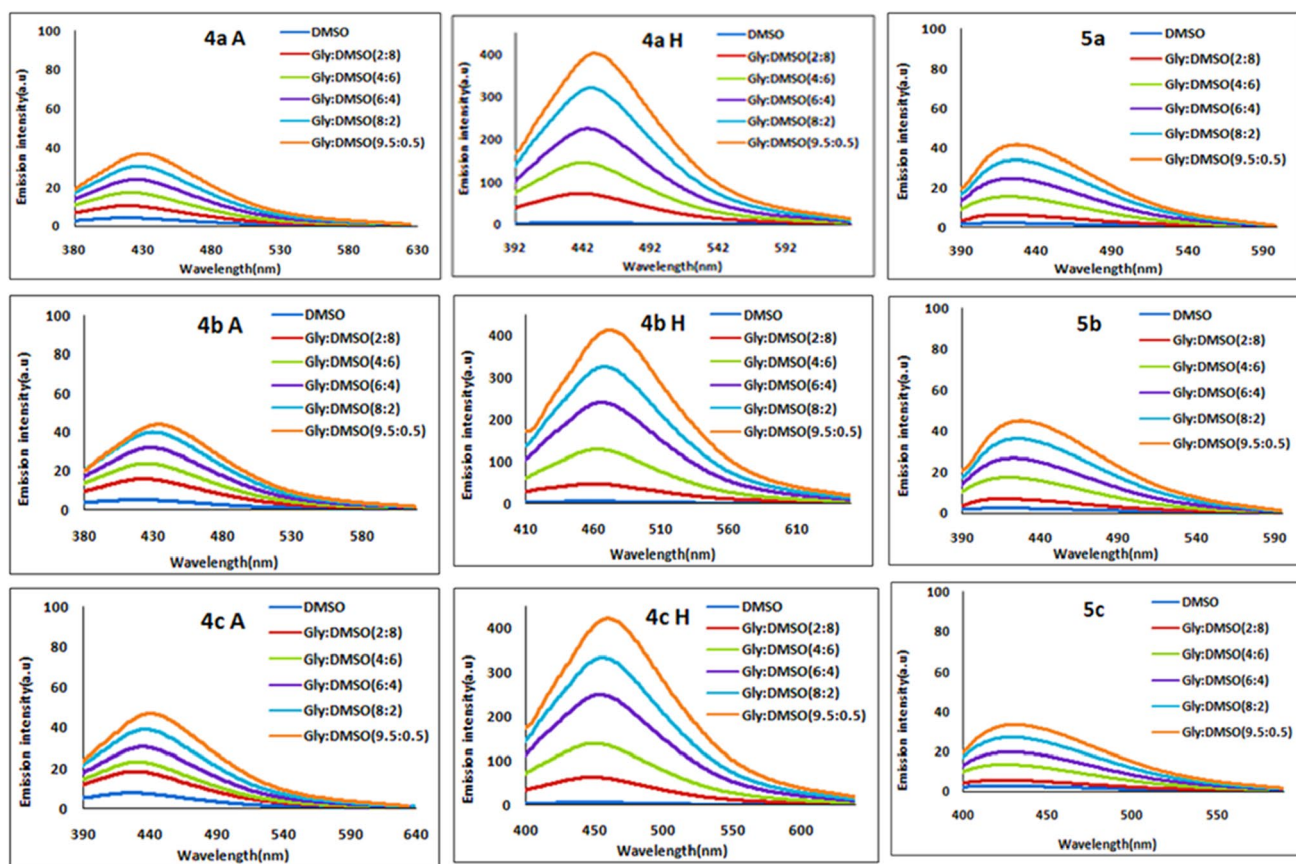 4a A
Emission intensity(a.u)
100
80
60
40
20
0
380 430 480 530 580 630
Wavelength(nm)
DMSO
Gly:DMSO(2:8)
Gly:DMSO(4:6)
Gly:DMSO(6:4)
Gly:DMSO(8:2)
Gly:DMSO(9.5:0.5)
4a H
Emission intensity(a.u)
400
300
200
100
0
392 442 492 542 592
Wavelength(nm)
DMSO
Gly:DMSO(2:8)
Gly:DMSO(4:6)
Gly:DMSO(6:4)
Gly:DMSO(8:2)
Gly:DMSO(9.5:0.5)
5a
Emission intensity(a.u)
100
80
60
40
20
0
390 440 490 540 590
Wavelength(nm)
DMSO
Gly:DMSO(2:8)
Gly:DMSO(4:6)
Gly:DMSO(6:4)
Gly:DMSO(8:2)
Gly:DMSO(9.5:0.5)
4b A
Emission intensity(a.u)
100
80
60
40
20
0
380 430 480 530 580
Wavelength(nm)
DMSO
Gly:DMSO(2:8)
Gly:DMSO(4:6)
Gly:DMSO(6:4)
Gly:DMSO(8:2)
Gly:DMSO(9.5:0.5)
4b H
Emission intensity(a.u)
400
300
200
100
0
410 460 510 560 610
Wavelength(nm)
DMSO
Gly:DMSO(2:8)
Gly:DMSO(4:6)
Gly:DMSO(6:4)
Gly:DMSO(8:2)
Gly:DMSO(9.5:0.5)
5b
Emission intensity(a.u)
100
80
60
40
20
0
390 440 490 540 590
Wavelength(nm)
DMSO
Gly:DMSO(2:8)
Gly:DMSO(4:6)
Gly:DMSO(6:4)
Gly:DMSO(8:2)
Gly:DMSO(9.5:0.5)
4c A
Emission intensity(a.u)
100
80
60
40
20
0
390 440 490 540 590 640
Wavelength(nm)
DMSO
Gly:DMSO(2:8)
Gly:DMSO(4:6)
Gly:DMSO(6:4)
Gly:DMSO(8:2)
Gly:DMSO(9.5:0.5)
4c H
Emission intensity(a.u)
400
300
200
100
0
400 450 500 550 600
Wavelength(nm)
DMSO
Gly:DMSO(2:8)
Gly:DMSO(4:6)
Gly:DMSO(6:4)
Gly:DMSO(8:2)
Gly:DMSO(9.5:0.5)
5c
Emission intensity(a.u)
100
80
60
40
20
0
400 450 500 550
Wavelength(nm)
DMSO
Gly:DMSO(2:8)
Gly:DMSO(4:6)
Gly:DMSO(6:4)
Gly:DMSO(8:2)
Gly:DMSO(9.5:0.5)